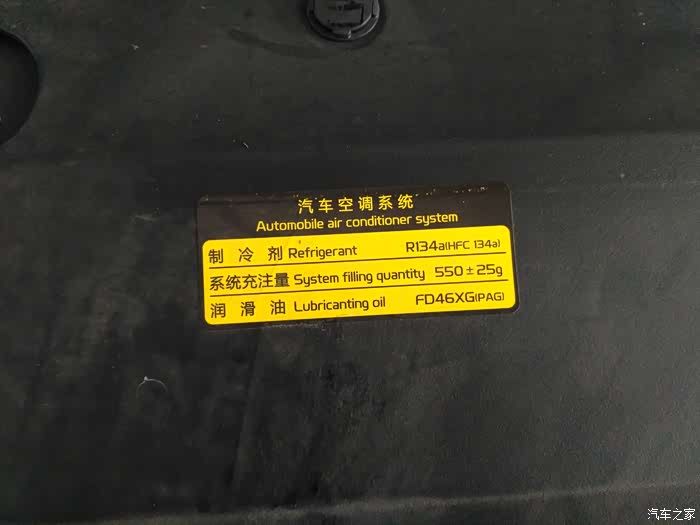 汽车空调系统
Automobile air conditioner system
制 冷 剂 Refrigerant R134a(HFC 134a)
系统充注量 System filling quantity 550±25g
润 滑 油 Lubricanting oil FD46XG(PAG)
汽车之家